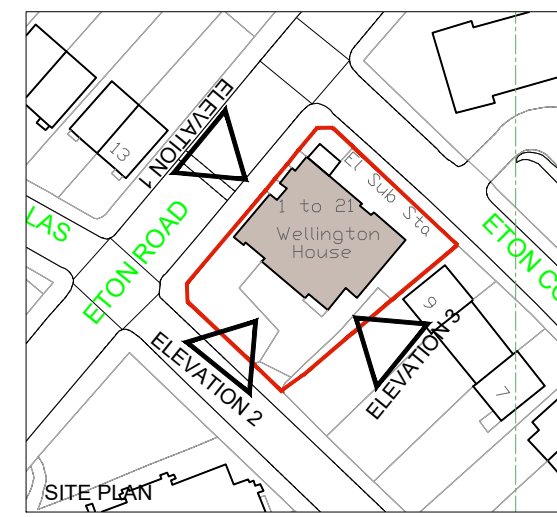 ELEVATION 1
13
El Sub Sta
1 to 21
Wellington
House
LAS
ETON ROAD
ETON CO
9
7
ELEVATION 2
ELEVATION 3
SITE PLAN